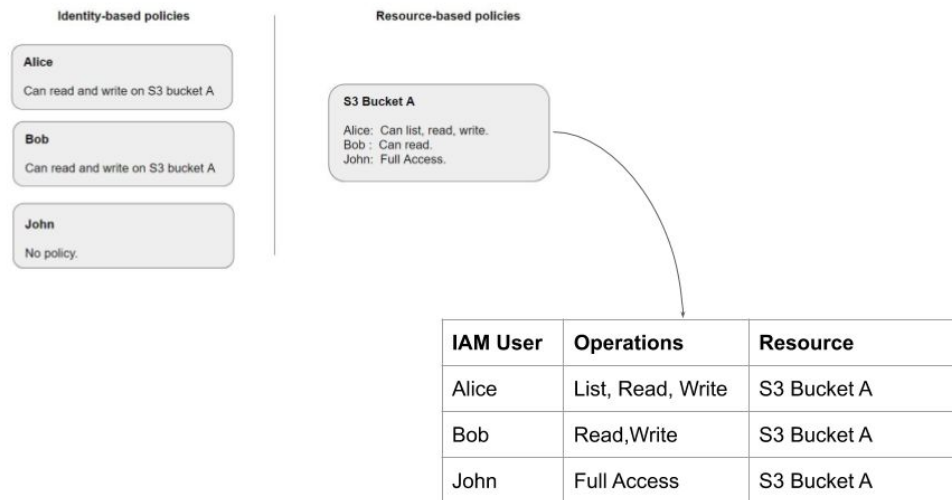 Identity-based policies
Resource-based policies
Alice
Can read and write on S3 bucket A
Bob
Can read and write on S3 bucket A
John
No policy.
S3 Bucket A
Alice: Can list, read, write.
Bob : Can read.
John: Full Access.
IAM User Operations Resource
Alice List, Read, Write S3 Bucket A
Bob Read,Write S3 Bucket A
John Full Access S3 Bucket A